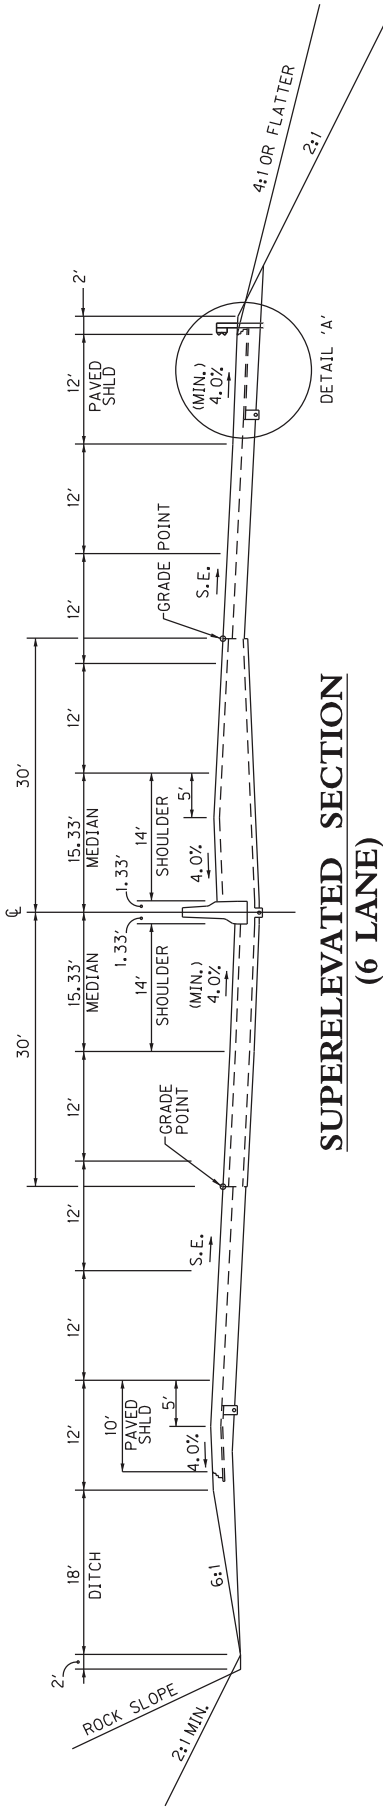 ℄
30'
30'
2'
18'
DITCH
12'
12'
12'
12'
15.33'
MEDIAN
15.33'
MEDIAN
12'
12'
12'
12'
PAVED
SHLD
2'
10'
PAVED
SHLD
5'
4.0%
S.E.
GRADE
POINT
1.33'
14'
SHOULDER
(MIN.)
4.0%
1.33'
14'
SHOULDER
5'
4.0%
GRADE POINT
S.E.
(MIN.)
4.0%
ROCK SLOPE
2:1 MIN.
6:1
4:1 OR FLATTER
2:1
DETAIL 'A'
SUPERELEVATED SECTION
(6 LANE)